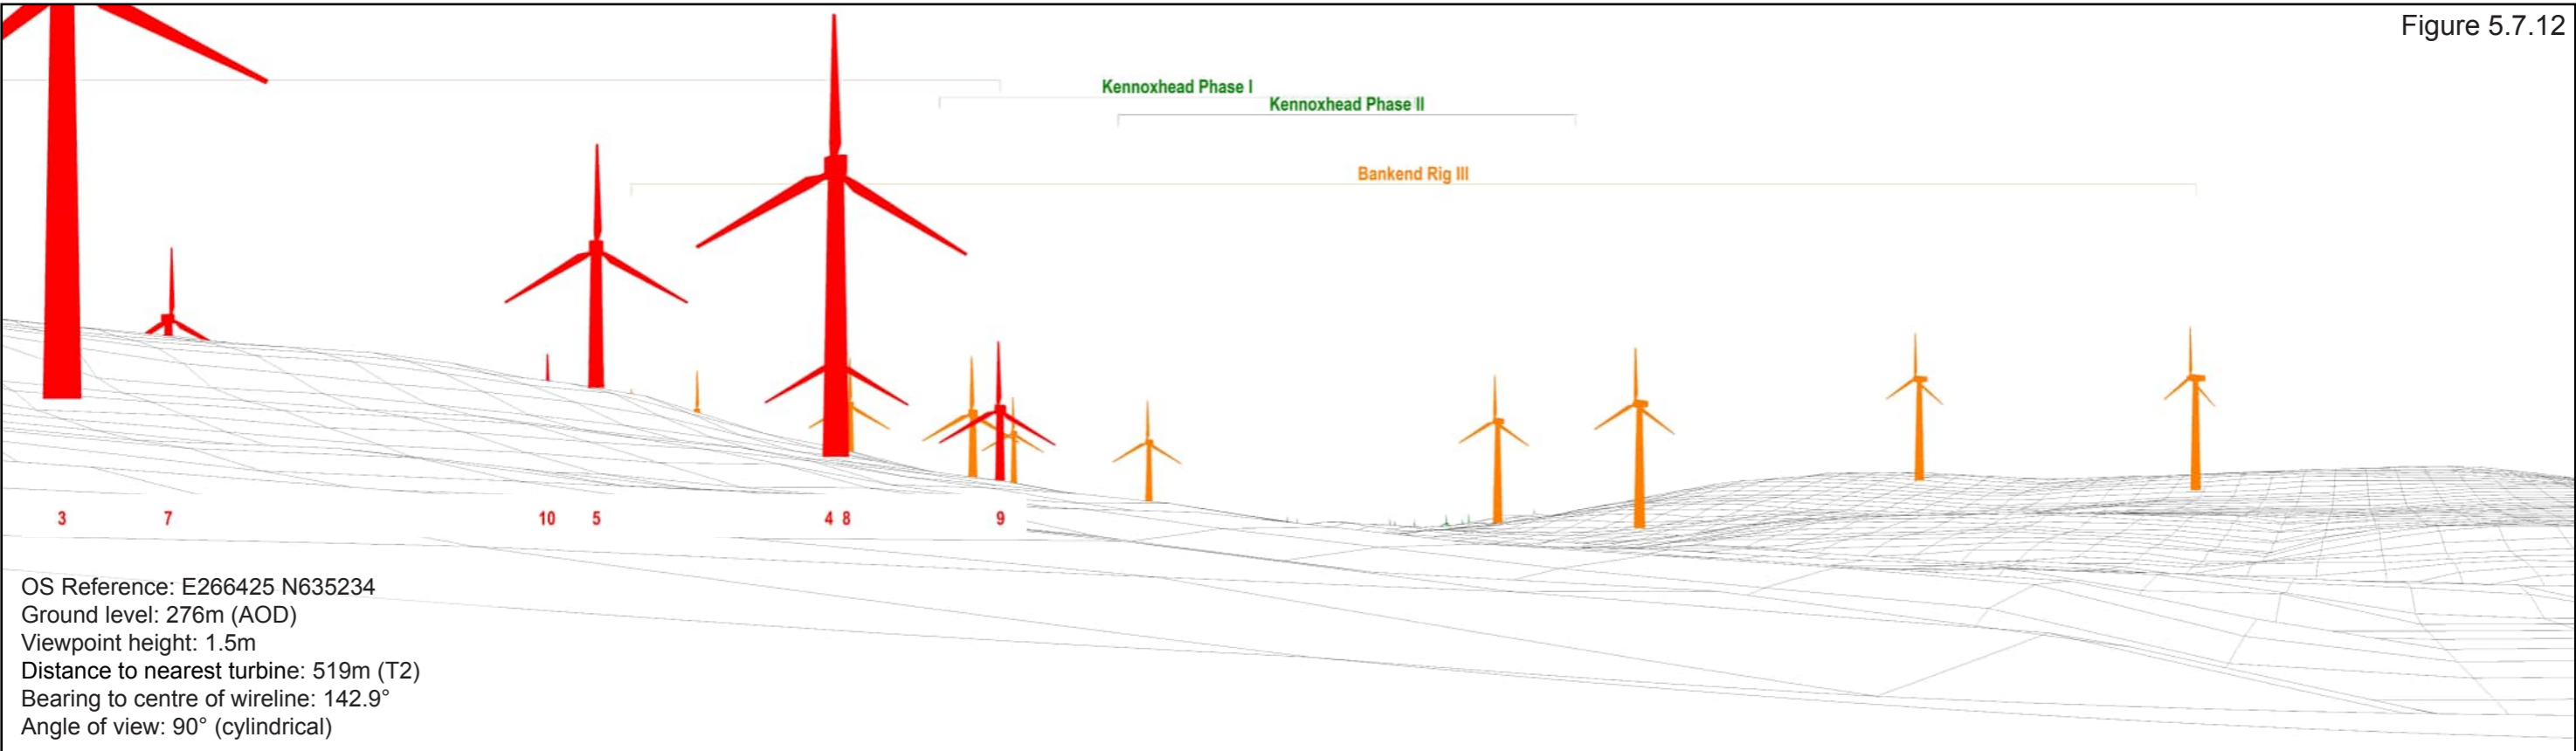 Figure 5.7.12
Kennoxhead Phase I
Kennoxhead Phase II
Bankend Rig III
3 7 10 5 4 8 9
OS Reference: E266425 N635234
Ground level: 276m (AOD)
Viewpoint height: 1.5m
Distance to nearest turbine: 519m (T2)
Bearing to centre of wireline: 142.9°
Angle of view: 90° (cylindrical)